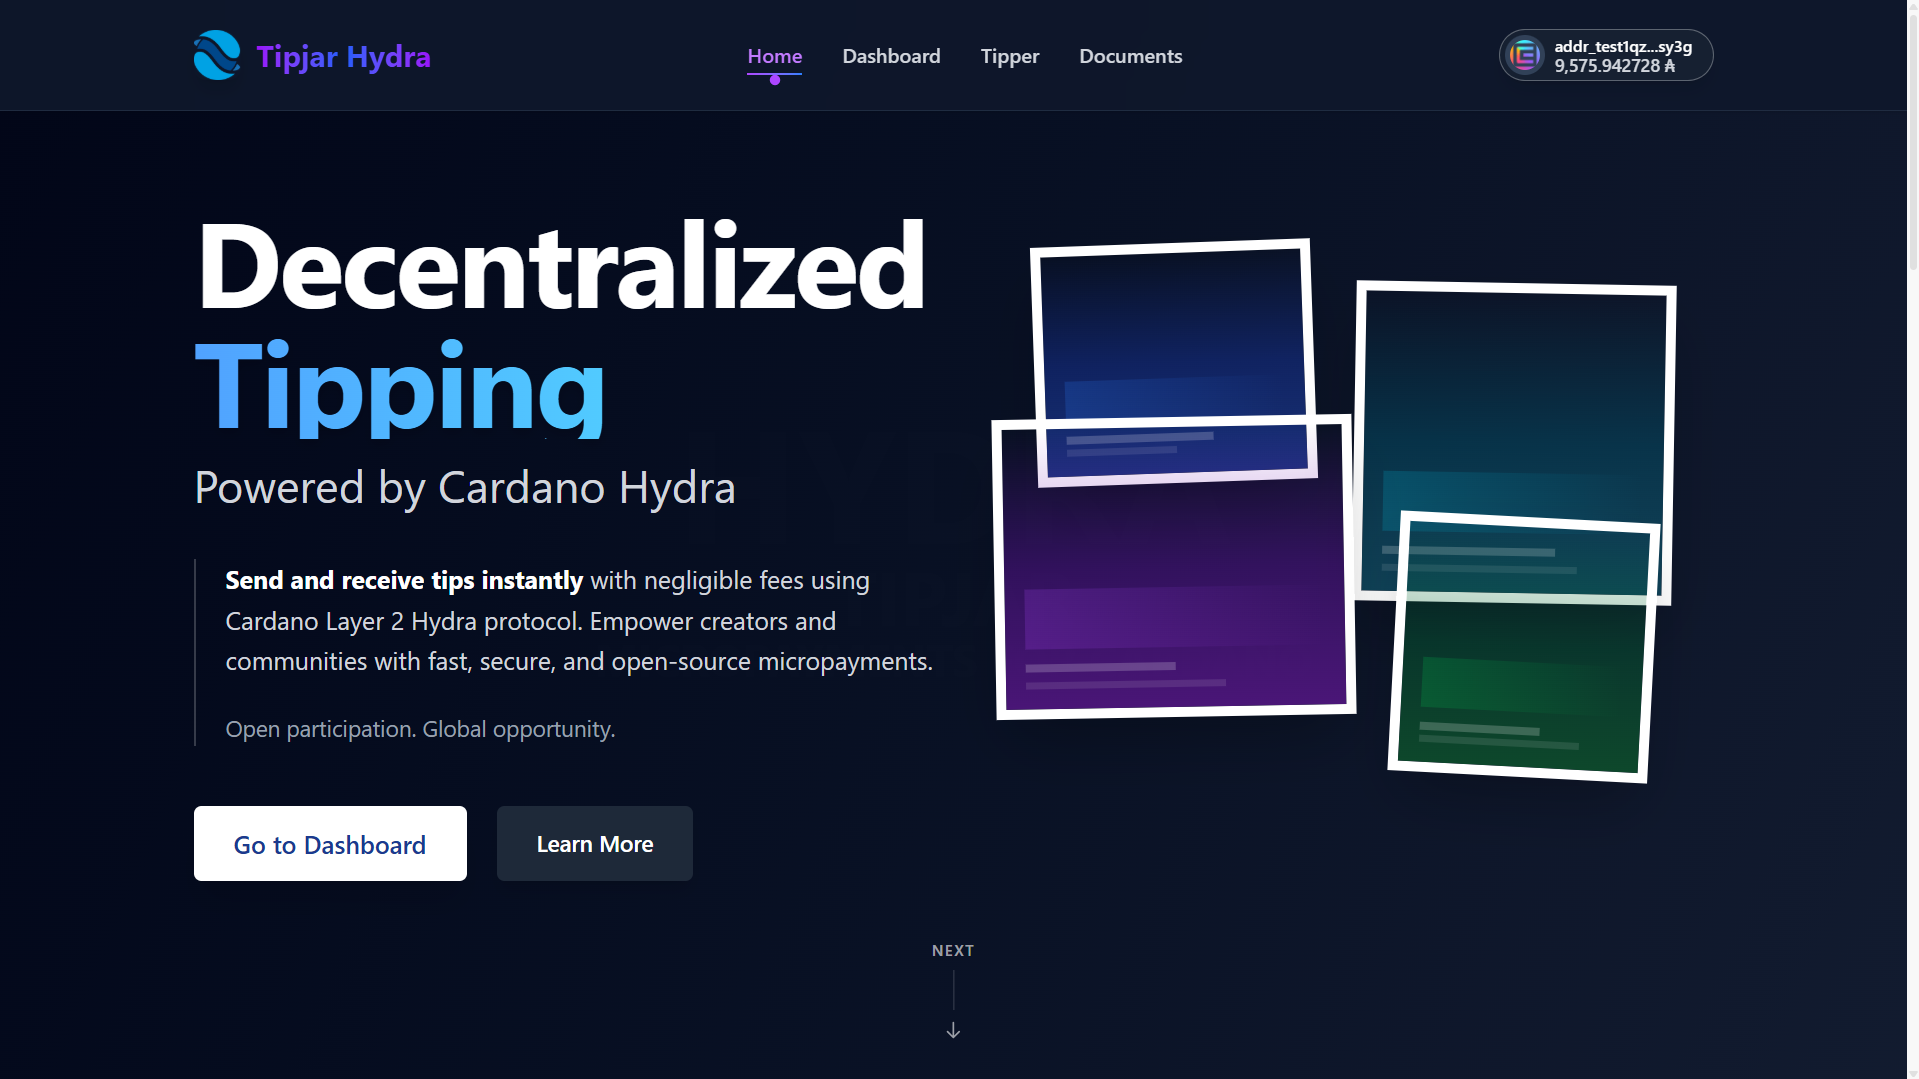 Tipjar Hydra
Home
Dashboard
Tipper
Documents
addr_test1qz...sy3g
9,575.942728 ₳
Decentralized
Tipping
Powered by Cardano Hydra
Send and receive tips instantly with negligible fees using
Cardano Layer 2 Hydra protocol. Empower creators and
communities with fast, secure, and open-source micropayments.
Open participation. Global opportunity.
Go to Dashboard
Learn More
NEXT